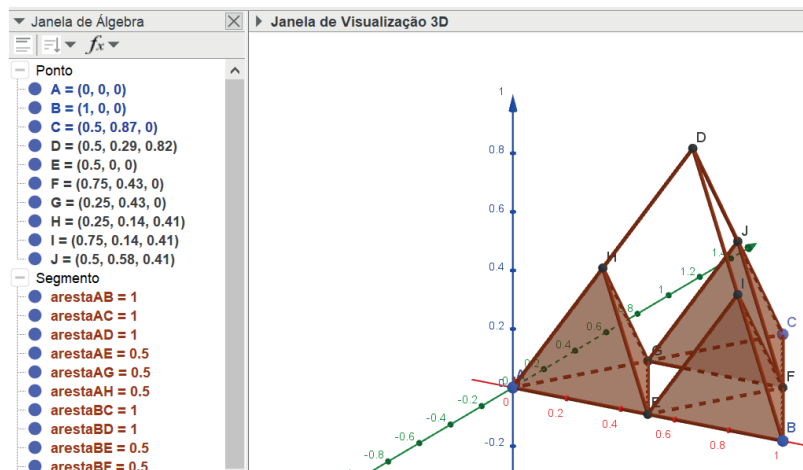 Janela de Álgebra
fx
Ponto
A = (0, 0, 0)
B = (1, 0, 0)
C = (0.5, 0.87, 0)
D = (0.5, 0.29, 0.82)
E = (0.5, 0, 0)
F = (0.75, 0.43, 0)
G = (0.25, 0.43, 0)
H = (0.25, 0.14, 0.41)
I = (0.75, 0.14, 0.41)
J = (0.5, 0.58, 0.41)
Segmento
arestaAB = 1
arestaAC = 1
arestaAD = 1
arestaAE = 0.5
arestaAG = 0.5
arestaAH = 0.5
arestaBC = 1
arestaBD = 1
arestaBE = 0.5
arestaBF = 0.5
Janela de Visualização 3D
1
D
0.8
0.6
J
1.4
H
1.2
0.4
I
1
0.8
0.2
0.6
C
0.4
G
0.2
F
0
0
0.2
-0.2
0.4
E
-0.4
0.6
B
-0.2
0.8
-0.6
1
-0.8